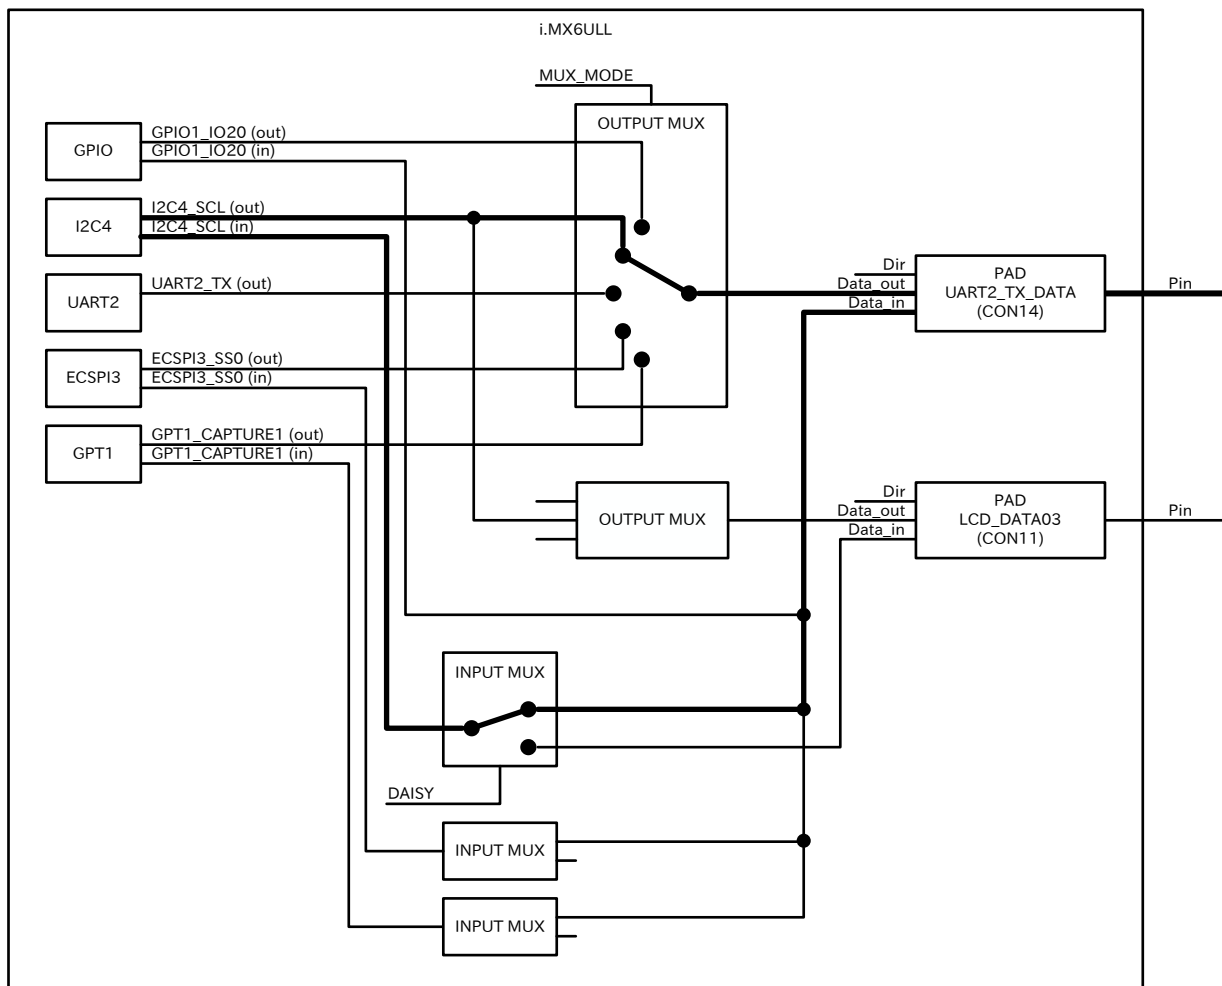 i.MX6ULL
MUX_MODE
OUTPUT MUX
GPIO
GPIO1_IO20 (out)
GPIO1_IO20 (in)
I2C4
I2C4_SCL (out)
I2C4_SCL (in)
UART2
UART2_TX (out)
ECSPI3
ECSPI3_SS0 (out)
ECSPI3_SS0 (in)
GPT1
GPT1_CAPTURE1 (out)
GPT1_CAPTURE1 (in)
Dir
Data_out
Data_in
PAD
UART2_TX_DATA
(CON14)
Pin
OUTPUT MUX
Dir
Data_out
Data_in
PAD
LCD_DATA03
(CON11)
Pin
INPUT MUX
DAISY
INPUT MUX
INPUT MUX